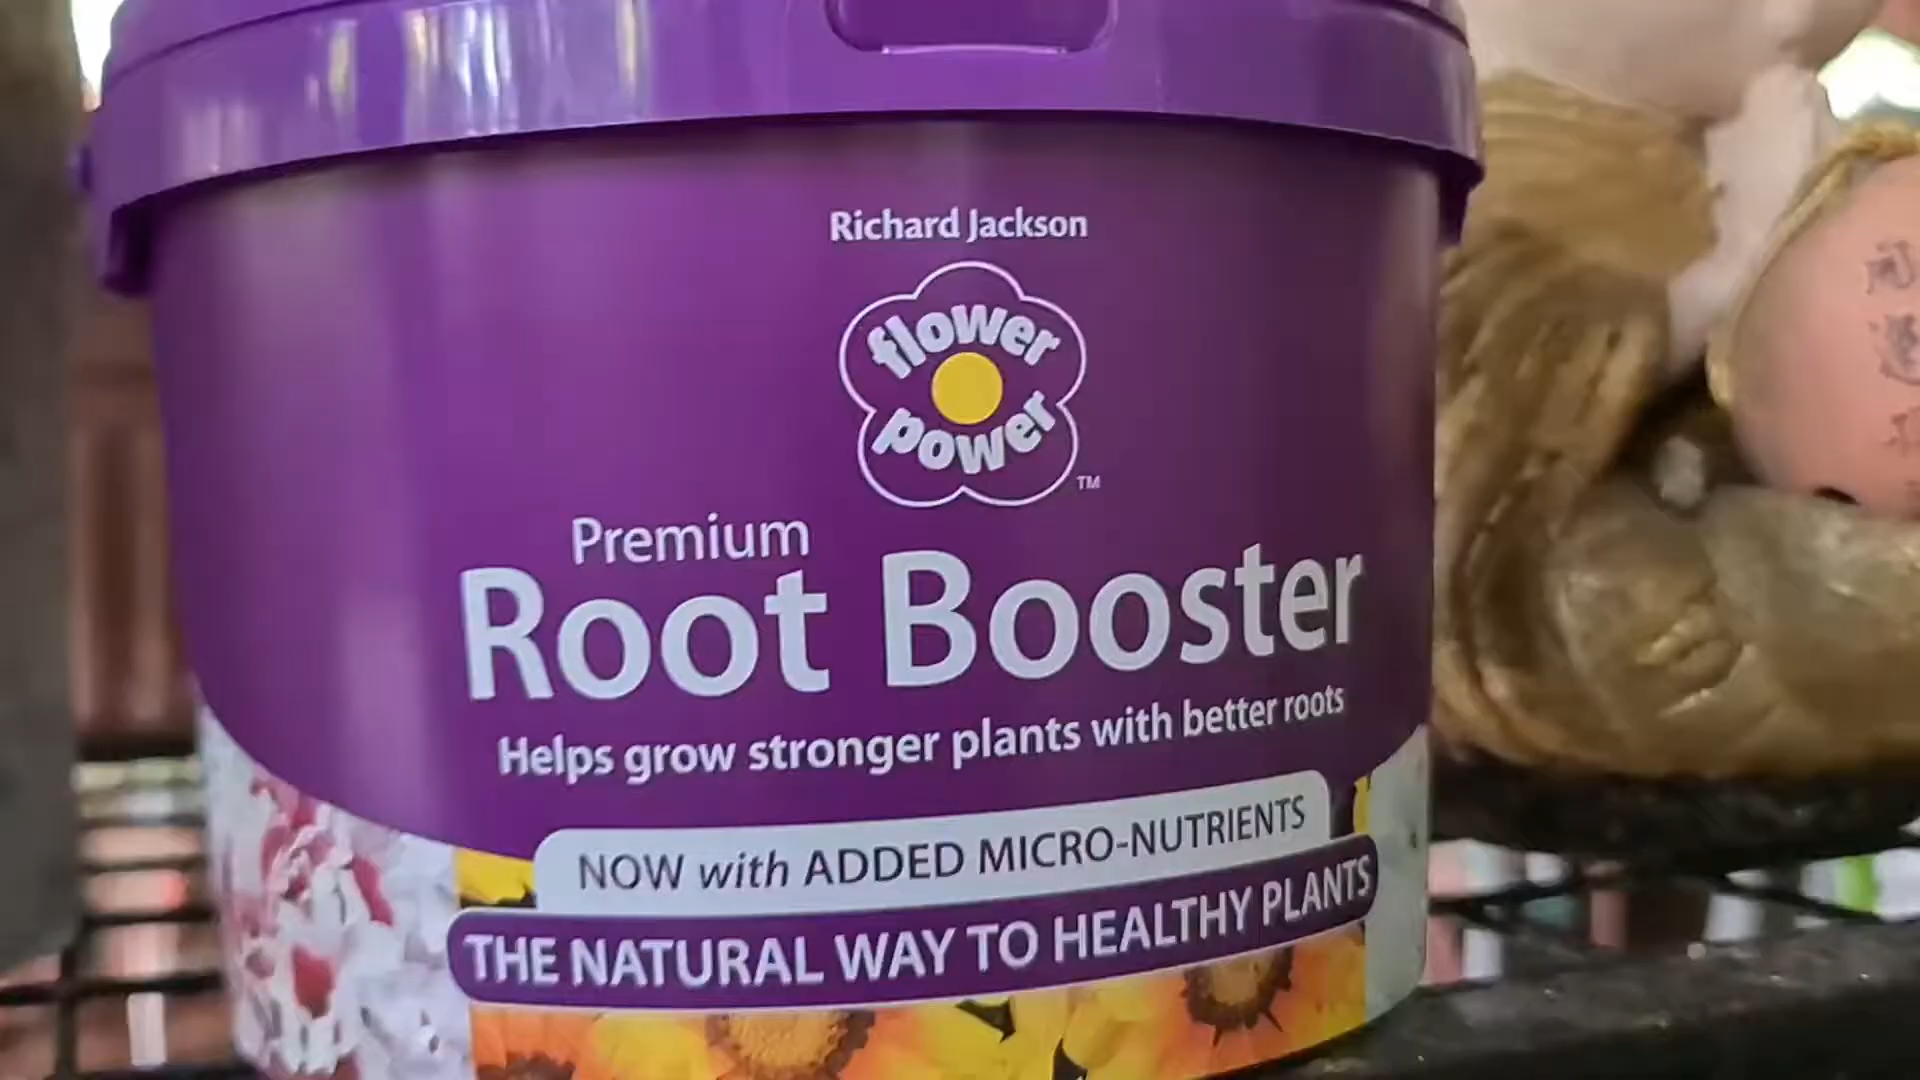 Richard Jackson
flower
power
TM
Premium
Root Booster
Helps grow stronger plants with better roots
NOW with ADDED MICRO-NUTRIENTS
THE NATURAL WAY TO HEALTHY PLANTS